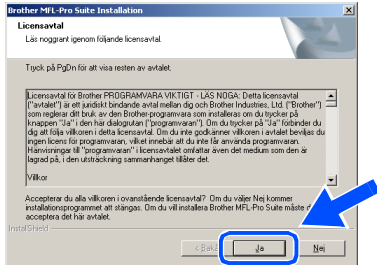 Brother MFL-Pro Suite Installation
Licensavtal
Läs noggrant igenom följande licensavtal.
Tryck på PgDn för att visa resten av avtalet.
Licensavtal för Brother PROGRAMVARA VIKTIGT - LÄS NOGA: Detta licensavtal
("avtalet") är ett juridiskt bindande avtal mellan dig och Brother Industries, Ltd. ("Brother")
som reglerar ditt bruk av den Brother-programvara som installeras om du trycker på
knappen "Ja" i den här dialogrutan ("programvaran"). Om du trycker på "Ja" förbinder du
dig att följa villkoren i detta licensavtal. Om du inte godkänner villkoren i avtalet beviljas du
ingen licens för programvaran, vilket innebär att du inte får använda programvaran.
Hänvisningar till "programvaran" i licensavtalet omfattar även det medium som den är
lagrad på, i den utsträckning sammanhanget tillåter det.
Villkor
Accepterar du alla villkoren i ovanstående licensavtal? Om du väljer Nej kommer
installationsprogrammet att stängas. Om du vill installera Brother MFL-Pro Suite måste
acceptera det här avtalet.
InstallShield
Ja
Nej